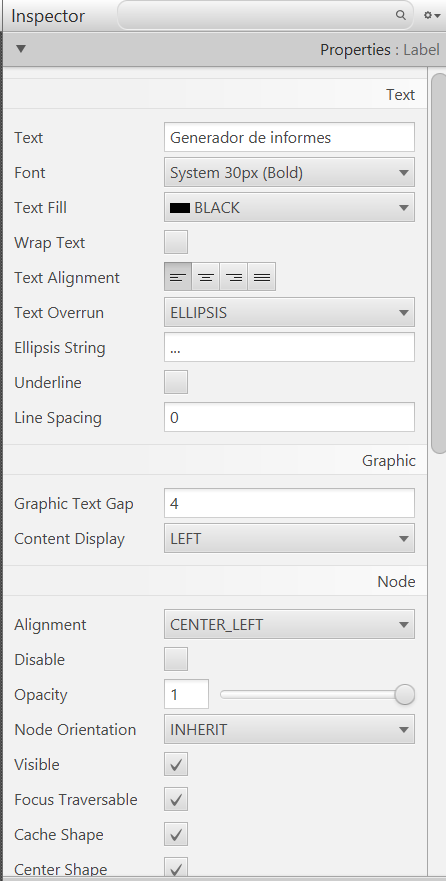 Inspector
Properties : Label
Text
Text Generador de informes
Font System 30px (Bold)
Text Fill BLACK
Wrap Text
Text Alignment
Text Overrun ELLIPSIS
Ellipsis String ...
Underline
Line Spacing 0
Graphic
Graphic Text Gap 4
Content Display LEFT
Node
Alignment CENTER_LEFT
Disable
Opacity 1
Node Orientation INHERIT
Visible
Focus Traversable
Cache Shape
Center Shape